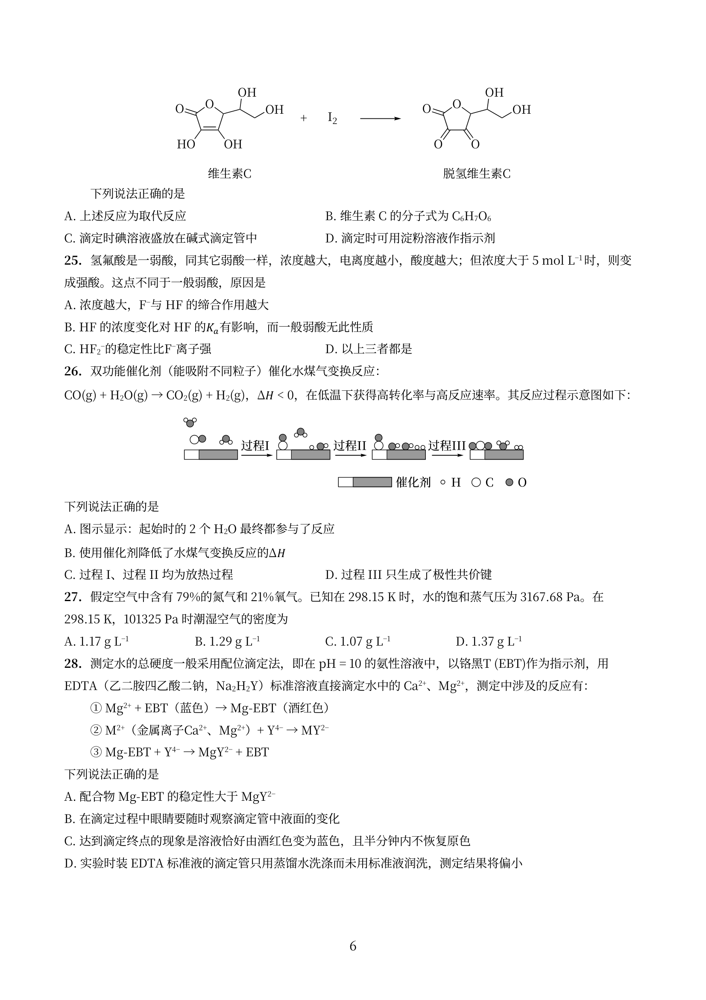 OH
O O OH
HO OH
+ I₂
OH
O O OH
O O
维生素C 脱氢维生素C
下列说法正确的是
A. 上述反应为取代反应 B. 维生素 C 的分子式为 C₆H₇O₆
C. 滴定时碘溶液盛放在碱式滴定管中 D. 滴定时可用淀粉溶液作指示剂
25. 氢氟酸是一弱酸，同其它弱酸一样，浓度越大，电离度越小，酸度越大；但浓度大于 5 mol L⁻¹时，则变
成强酸。这点不同于一般弱酸，原因是
A. 浓度越大，F⁻与 HF 的缔合作用越大
B. HF 的浓度变化对 HF 的Kₐ有影响，而一般弱酸无此性质
C. HF₂⁻的稳定性比F⁻离子强 D. 以上三者都是
26. 双功能催化剂（能吸附不同粒子）催化水煤气变换反应：
CO(g) + H₂O(g) → CO₂(g) + H₂(g)，ΔH < 0，在低温下获得高转化率与高反应速率。其反应过程示意图如下：
过程I 过程II 过程III
催化剂 H C O
下列说法正确的是
A. 图示显示：起始时的 2 个 H₂O 最终都参与了反应
B. 使用催化剂降低了水煤气变换反应的ΔH
C. 过程 I、过程 II 均为放热过程 D. 过程 III 只生成了极性共价键
27. 假定空气中含有 79%的氮气和 21%氧气。已知在 298.15 K 时，水的饱和蒸气压为 3167.68 Pa。在
298.15 K，101325 Pa 时潮湿空气的密度为
A. 1.17 g L⁻¹ B. 1.29 g L⁻¹ C. 1.07 g L⁻¹ D. 1.37 g L⁻¹
28. 测定水的总硬度一般采用配位滴定法，即在 pH = 10 的氨性溶液中，以铬黑T (EBT)作为指示剂，用
EDTA（乙二胺四乙酸二钠，Na₂H₂Y）标准溶液直接滴定水中的 Ca²⁺、Mg²⁺，测定中涉及的反应有：
① Mg²⁺ + EBT（蓝色）→ Mg-EBT（酒红色）
② M²⁺（金属离子Ca²⁺、Mg²⁺）+ Y⁴⁻ → MY²⁻
③ Mg-EBT + Y⁴⁻ → MgY²⁻ + EBT
下列说法正确的是
A. 配合物 Mg-EBT 的稳定性大于 MgY²⁻
B. 在滴定过程中眼睛要随时观察滴定管中液面的变化
C. 达到滴定终点的现象是溶液恰好由酒红色变为蓝色，且半分钟内不恢复原色
D. 实验时装 EDTA 标准液的滴定管只用蒸馏水洗涤而未用标准液润洗，测定结果将偏小
6